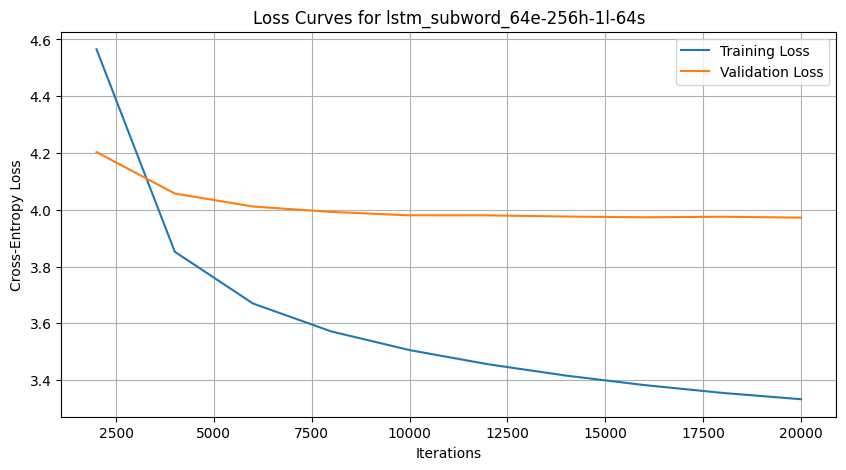 Loss Curves for lstm_subword_64e-256h-1l-64s
Training Loss
Validation Loss
Cross-Entropy Loss
4.6
4.4
4.2
4.0
3.8
3.6
3.4
2500 5000 7500 10000 12500 15000 17500 20000
Iterations